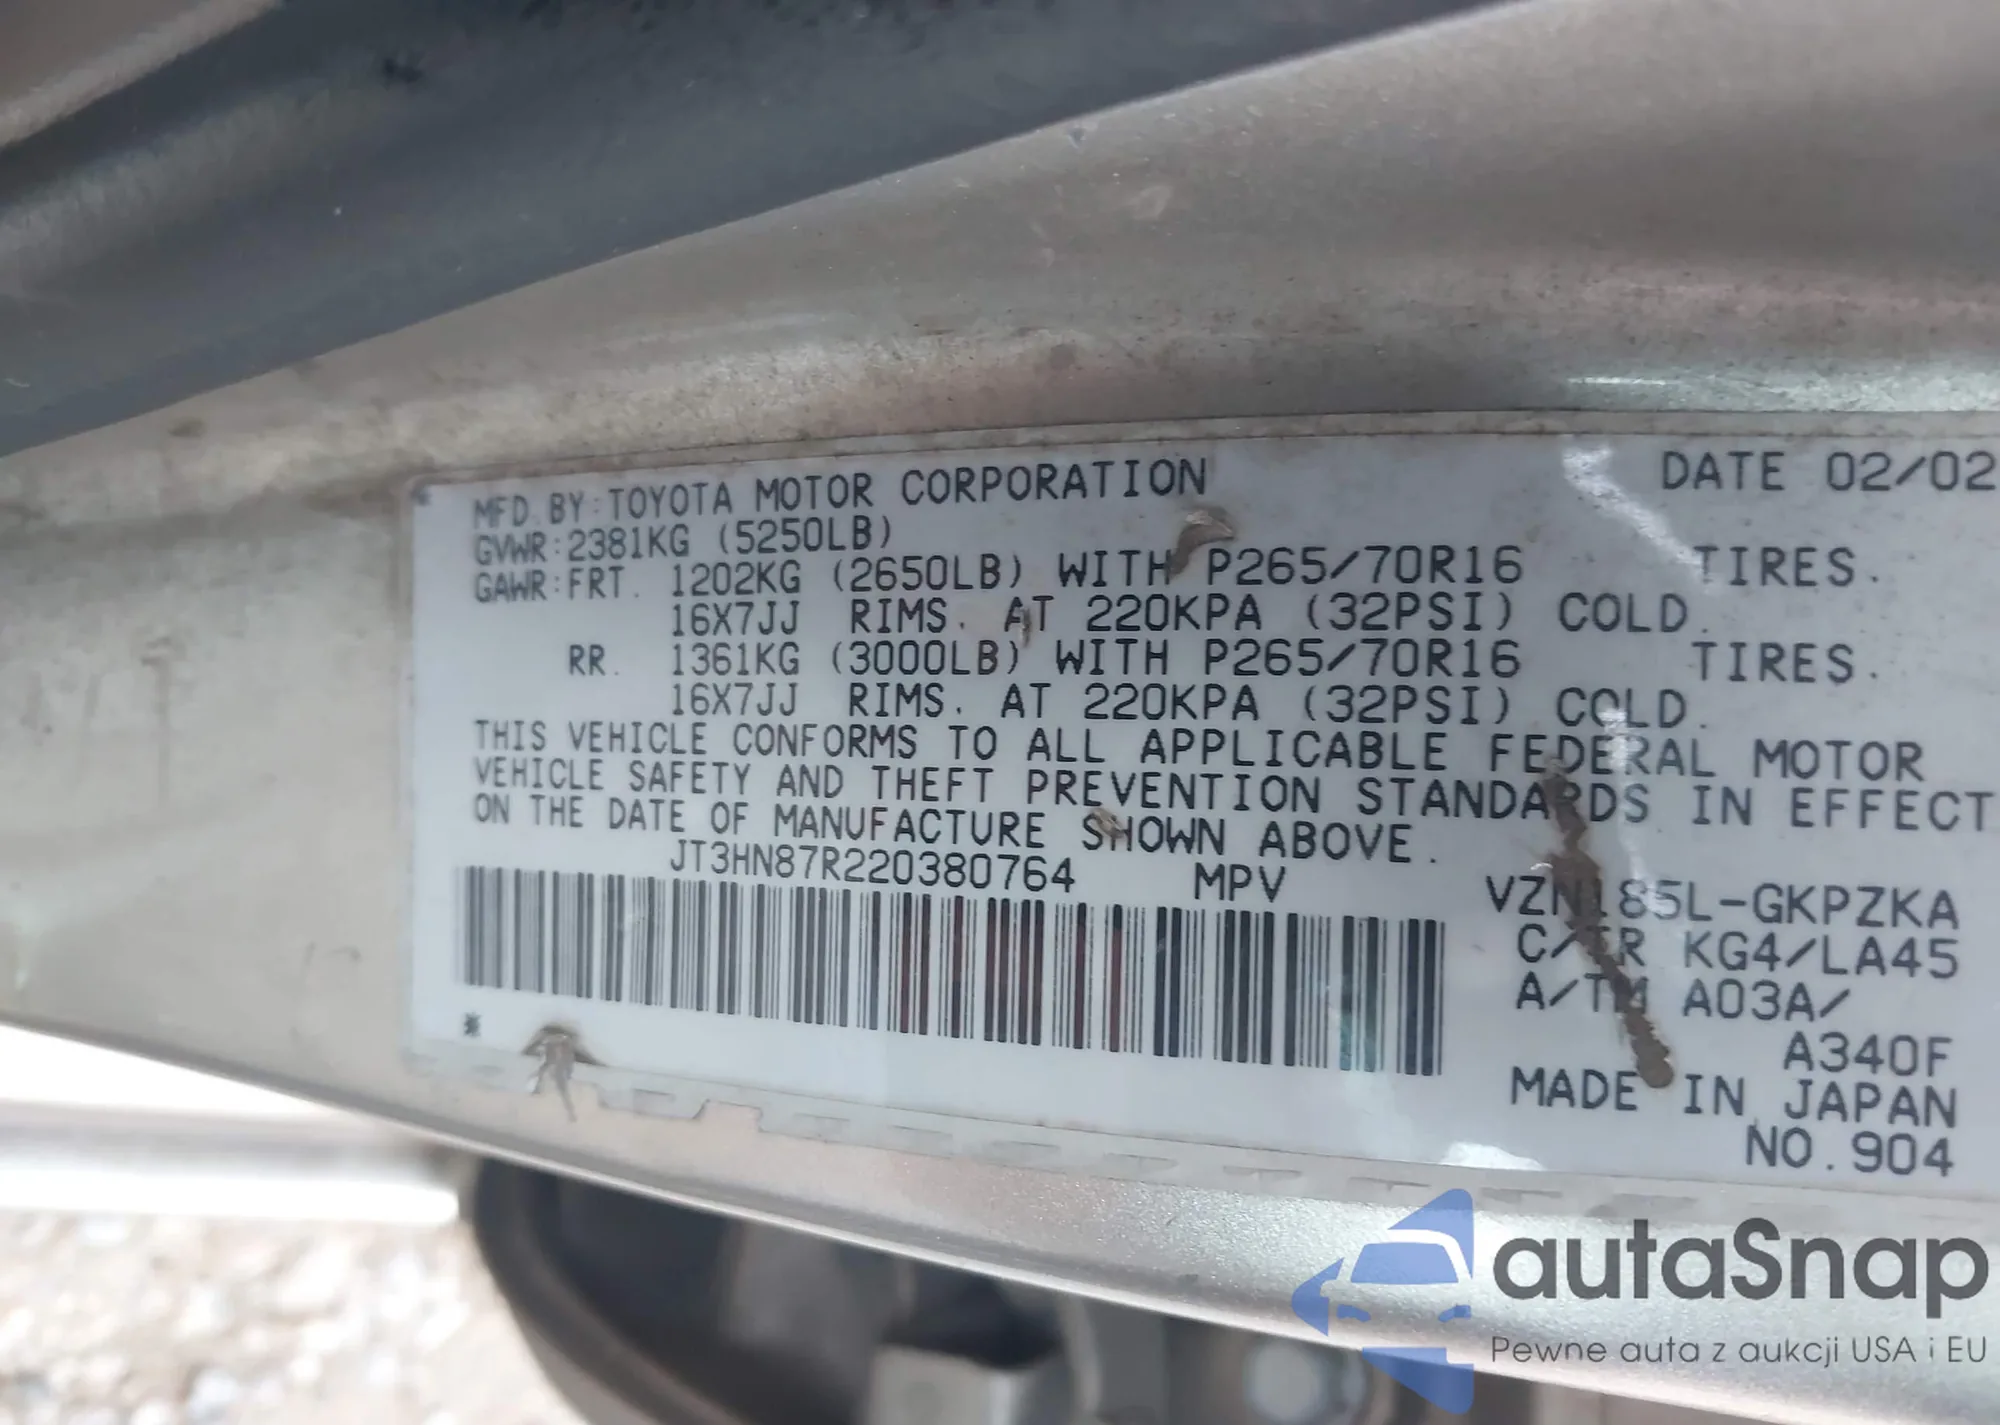 MFD. BY: TOYOTA MOTOR CORPORATION DATE 02/02
GVWR: 2381KG (5250LB)
GAWR: FRT. 1202KG (2650LB) WITH P265/70R16 TIRES.
16X7JJ RIMS. AT 220KPA (32PSI) COLD.
RR. 1361KG (3000LB) WITH P265/70R16 TIRES.
16X7JJ RIMS. AT 220KPA (32PSI) COLD.
THIS VEHICLE CONFORMS TO ALL APPLICABLE FEDERAL MOTOR
VEHICLE SAFETY AND THEFT PREVENTION STANDARDS IN EFFECT
ON THE DATE OF MANUFACTURE SHOWN ABOVE.
JT3HN87R220380764 MPV VZN185L-GKPZKA
C/TR KG4/LA45
A/TM A03A/
A340F
MADE IN JAPAN
NO. 904
autaSnap
Pewne auta z aukcji USA i EU